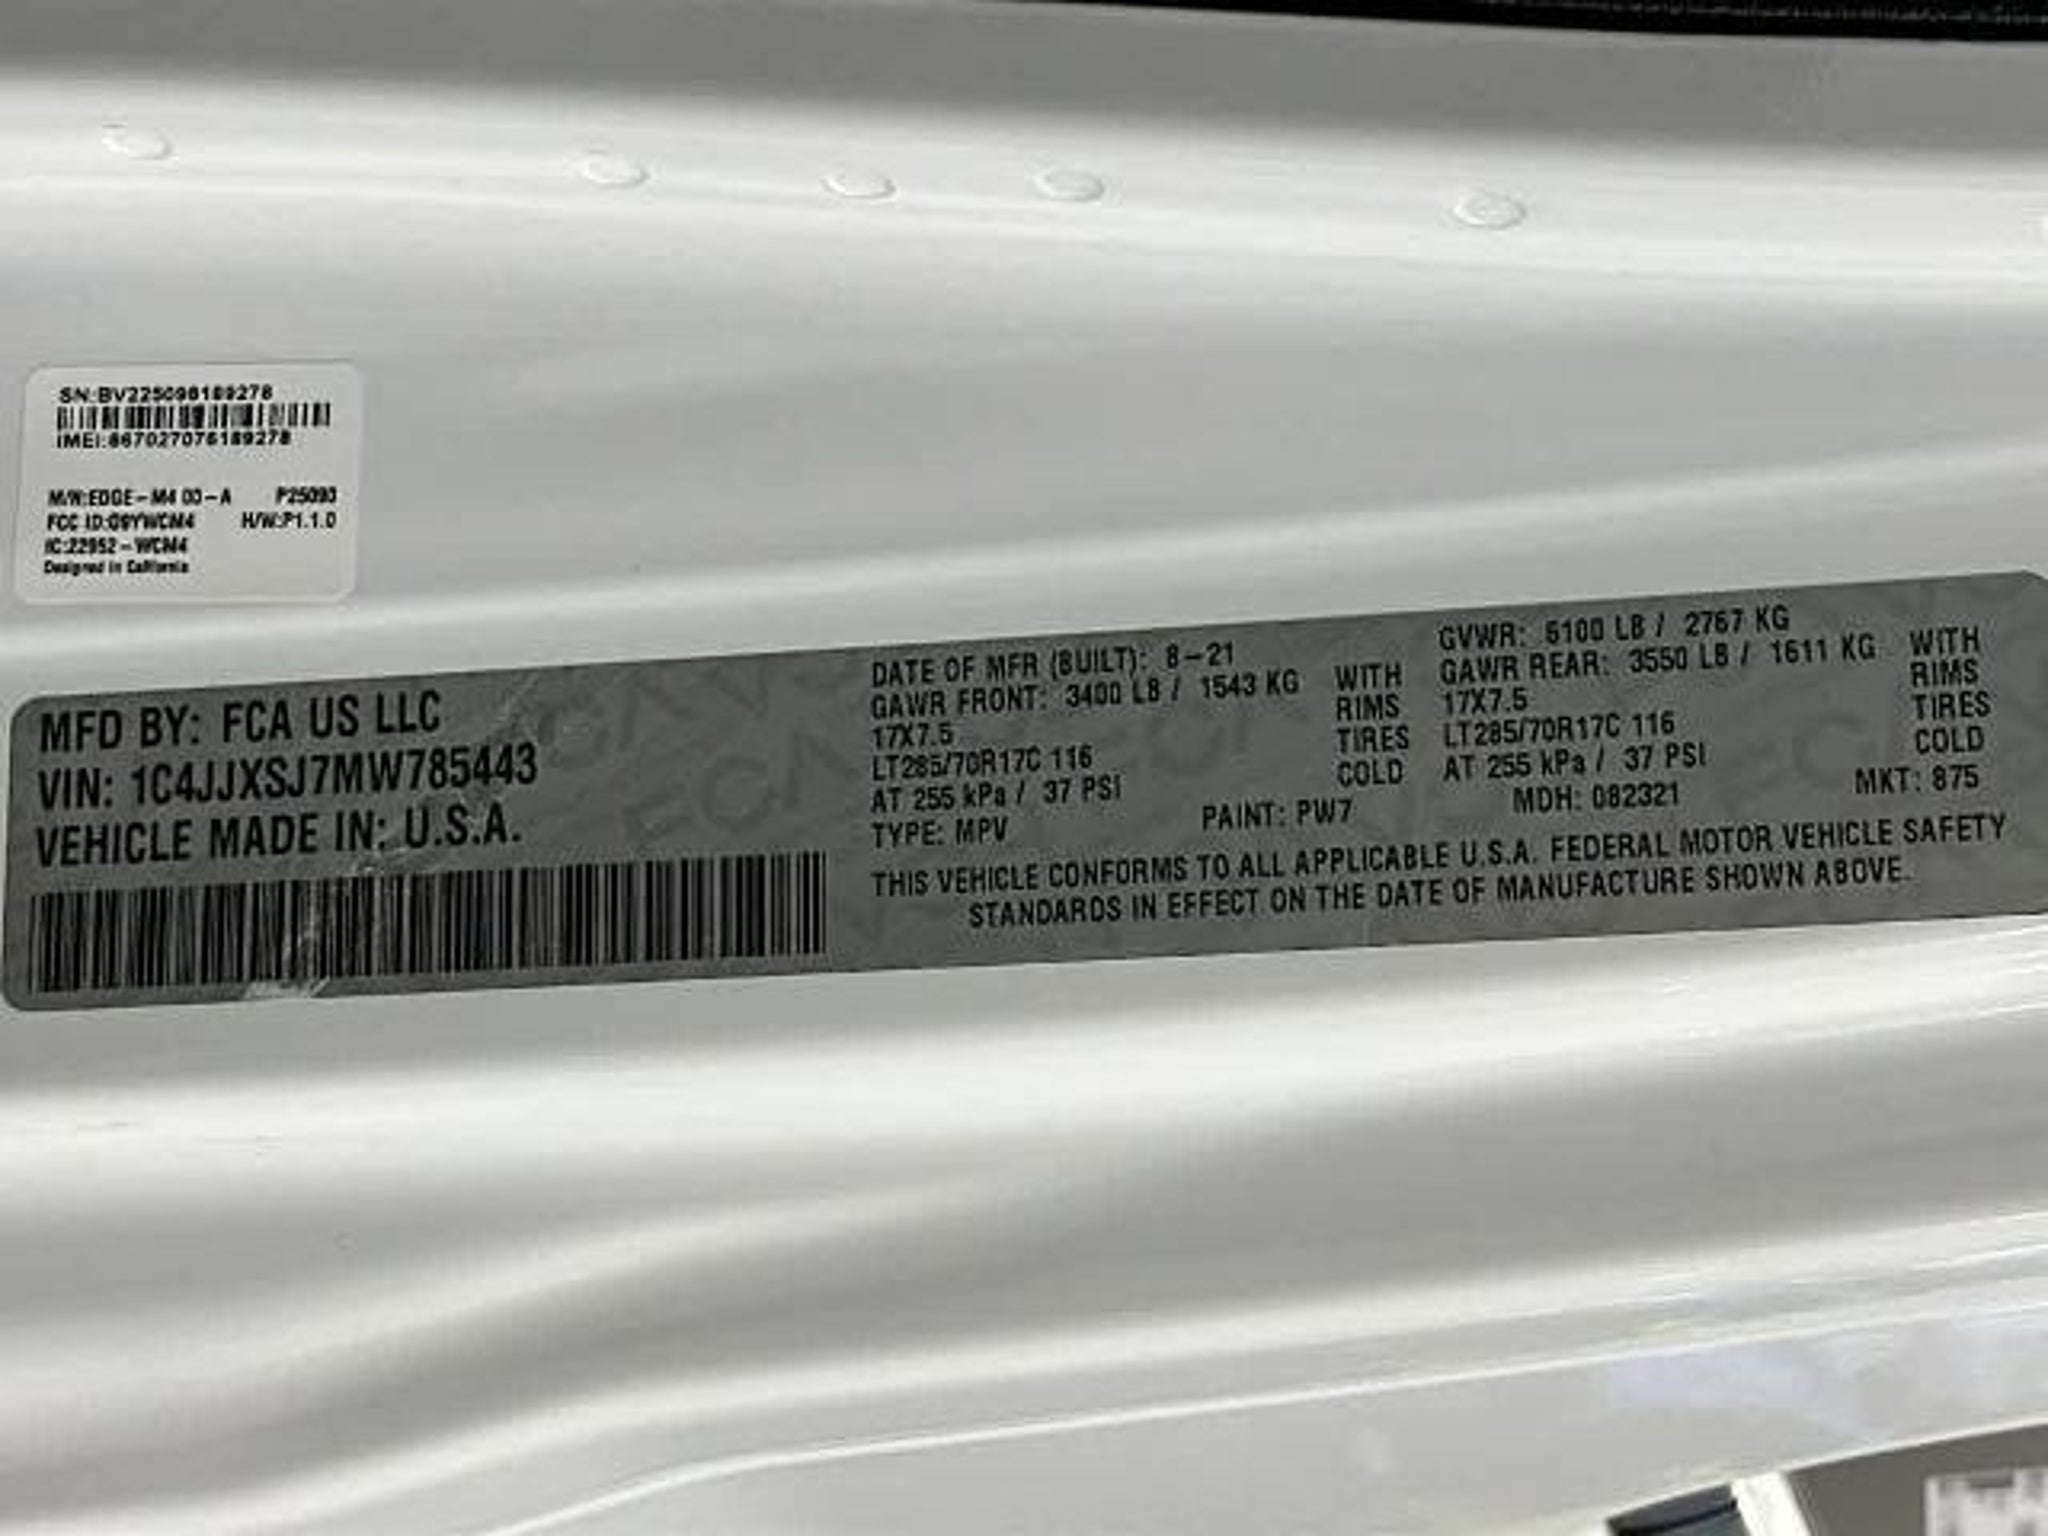 SN:BV225098189278
IMEI:867027076189278
M/N:EDGE-M4 00-A P25090
FCC ID:O9YWCM4 H/W:P1.1.0
IC:22952-WCM4
Designed in California
MFD BY: FCA US LLC
VIN: 1C4JJXSJ7MW785443
VEHICLE MADE IN: U.S.A.
DATE OF MFR (BUILT): 8-21
GAWR FRONT: 3400 LB / 1543 KG WITH
17X7.5 RIMS
LT285/70R17C 116 TIRES
AT 255 kPa / 37 PSI COLD
TYPE: MPV PAINT: PW7
GVWR: 6100 LB / 2767 KG
GAWR REAR: 3550 LB / 1611 KG WITH
17X7.5 RIMS
LT285/70R17C 116 TIRES
AT 255 kPa / 37 PSI COLD
MDH: 082321 MKT: 875
THIS VEHICLE CONFORMS TO ALL APPLICABLE U.S.A. FEDERAL MOTOR VEHICLE SAFETY
STANDARDS IN EFFECT ON THE DATE OF MANUFACTURE SHOWN ABOVE.